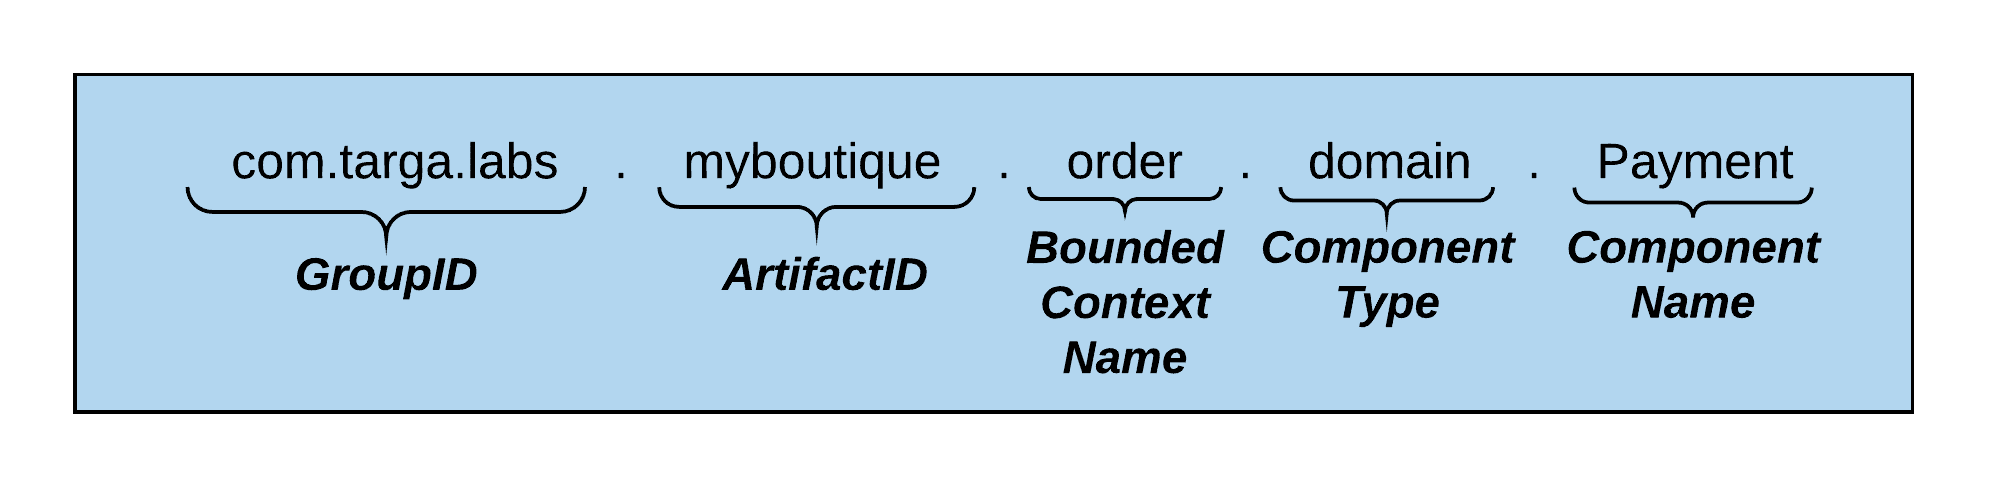 com.targa.labs . myboutique . order . domain . Payment
GroupID ArtifactID Bounded Context Name Component Type Component Name